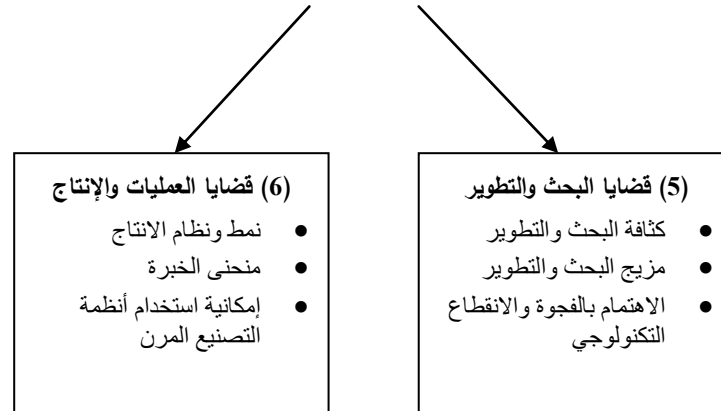 (5) قضايا البحث والتطوير
● كثافة البحث والتطوير
● مزيج البحث والتطوير
● الاهتمام بالفجوة والانقطاع
التكنولوجي
(6) قضايا العمليات والإنتاج
● نمط ونظام الانتاج
● منحنى الخبرة
● إمكانية استخدام أنظمة
التصنيع المرن